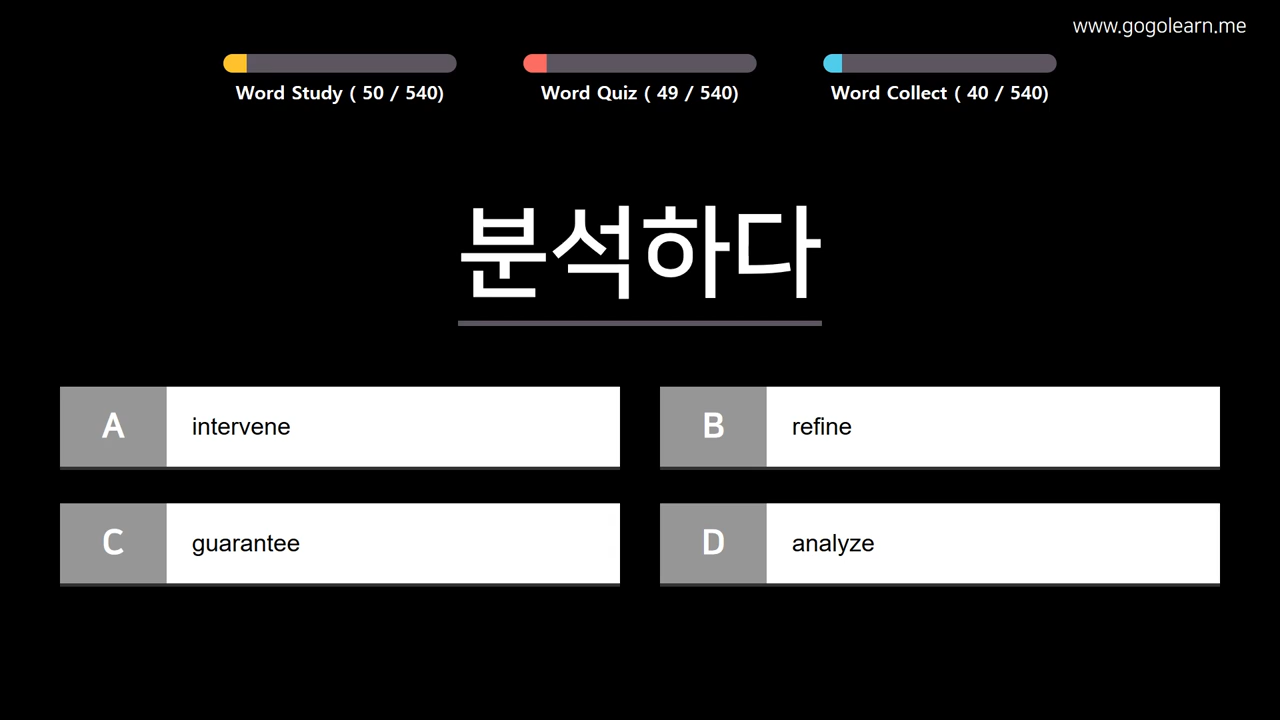 www.gogolearn.me
Word Study ( 50 / 540)
Word Quiz ( 49 / 540)
Word Collect ( 40 / 540)
분석하다
A intervene
B refine
C guarantee
D analyze